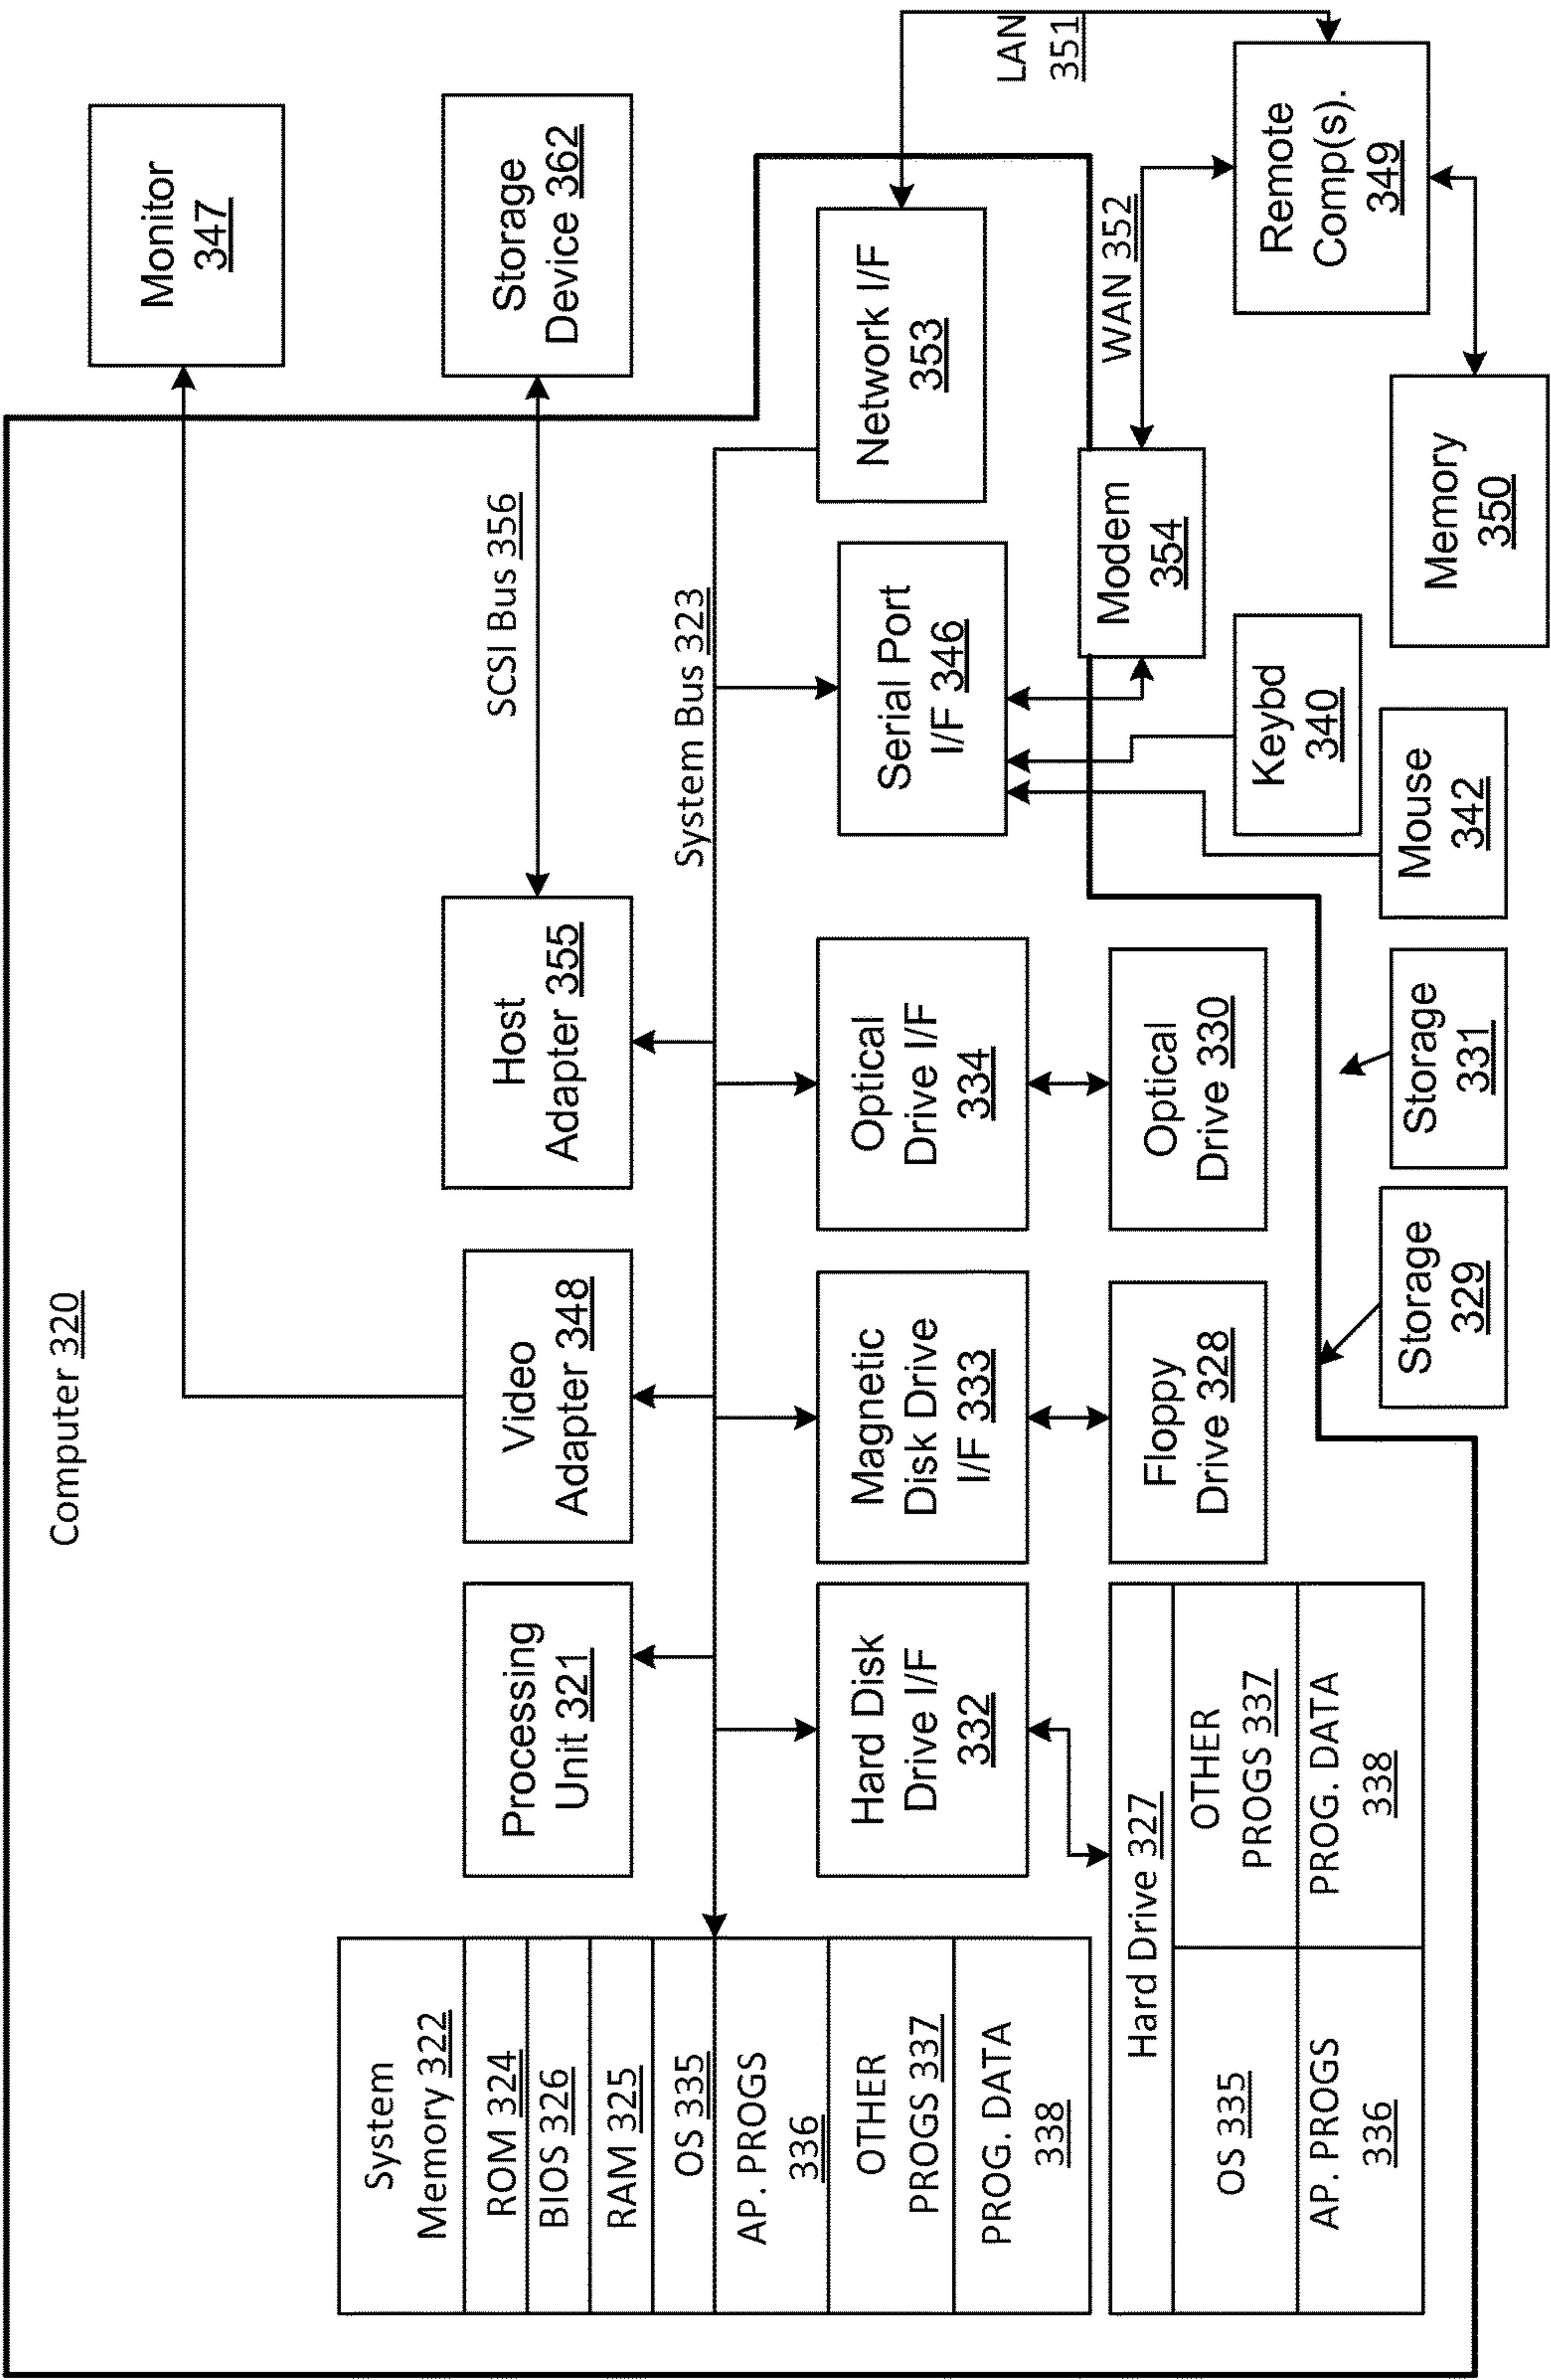 Computer 320
Monitor
347
System
Memory 322
ROM 324
BIOS 326
RAM 325
OS 335
AP. PROGS
336
OTHER
PROGS 337
PROG. DATA
338
Processing
Unit 321
Video
Adapter 348
Host
Adapter 355
SCSI Bus 356
Storage
Device 362
System Bus 323
Hard Disk
Drive I/F
332
Magnetic
Disk Drive
I/F 333
Optical
Drive I/F
334
Serial Port
I/F 346
Network I/F
353
LAN
351
Hard Drive 327
OS 335
OTHER
PROGS 337
AP. PROGS
336
PROG. DATA
338
Floppy
Drive 328
Optical
Drive 330
Modem
354
WAN 352
Remote
Comp(s).
349
Storage
329
Storage
331
Mouse
342
Keybd
340
Memory
350